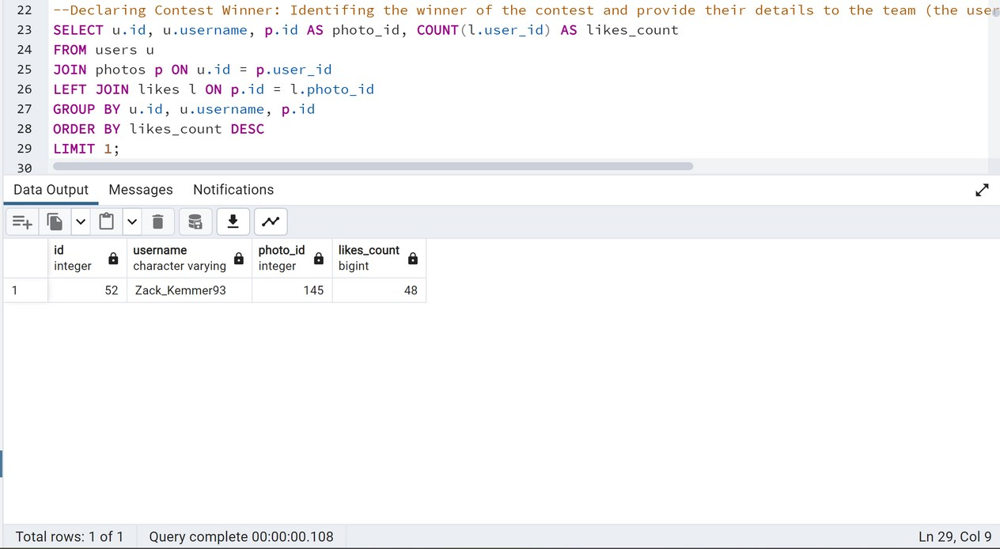 22 --Declaring Contest Winner: Identifing the winner of the contest and provide their details to the team (the user
23 SELECT u.id, u.username, p.id AS photo_id, COUNT(l.user_id) AS likes_count
24 FROM users u
25 JOIN photos p ON u.id = p.user_id
26 LEFT JOIN likes l ON p.id = l.photo_id
27 GROUP BY u.id, u.username, p.id
28 ORDER BY likes_count DESC
29 LIMIT 1;
30
Data Output Messages Notifications
id username photo_id likes_count
integer character varying integer bigint
1 52 Zack_Kemmer93 145 48
Total rows: 1 of 1 Query complete 00:00:00.108 Ln 29, Col 9